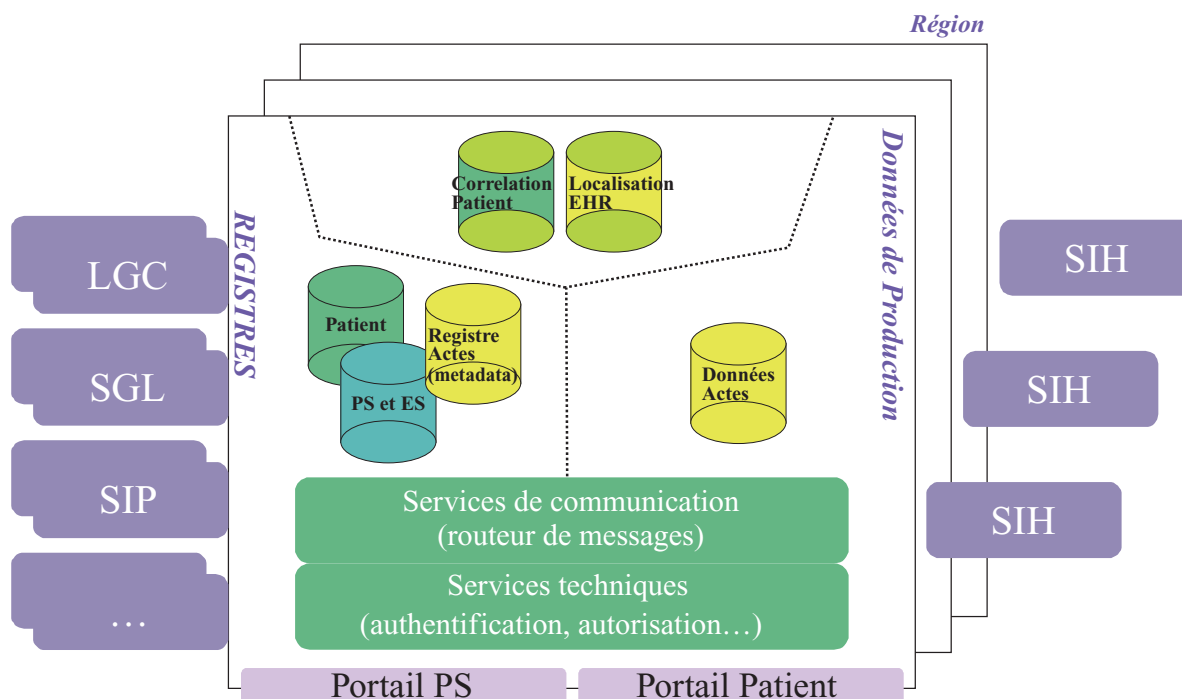 Région
Données de Production
REGISTRES
Correlation
Patient
Localisation
EHR
LGC
SGL
SIP
…
Patient
PS et ES
Registre
Actes
(metadata)
Données
Actes
SIH
SIH
SIH
Services de communication
(routeur de messages)
Services techniques
(authentification, autorisation…)
Portail PS
Portail Patient